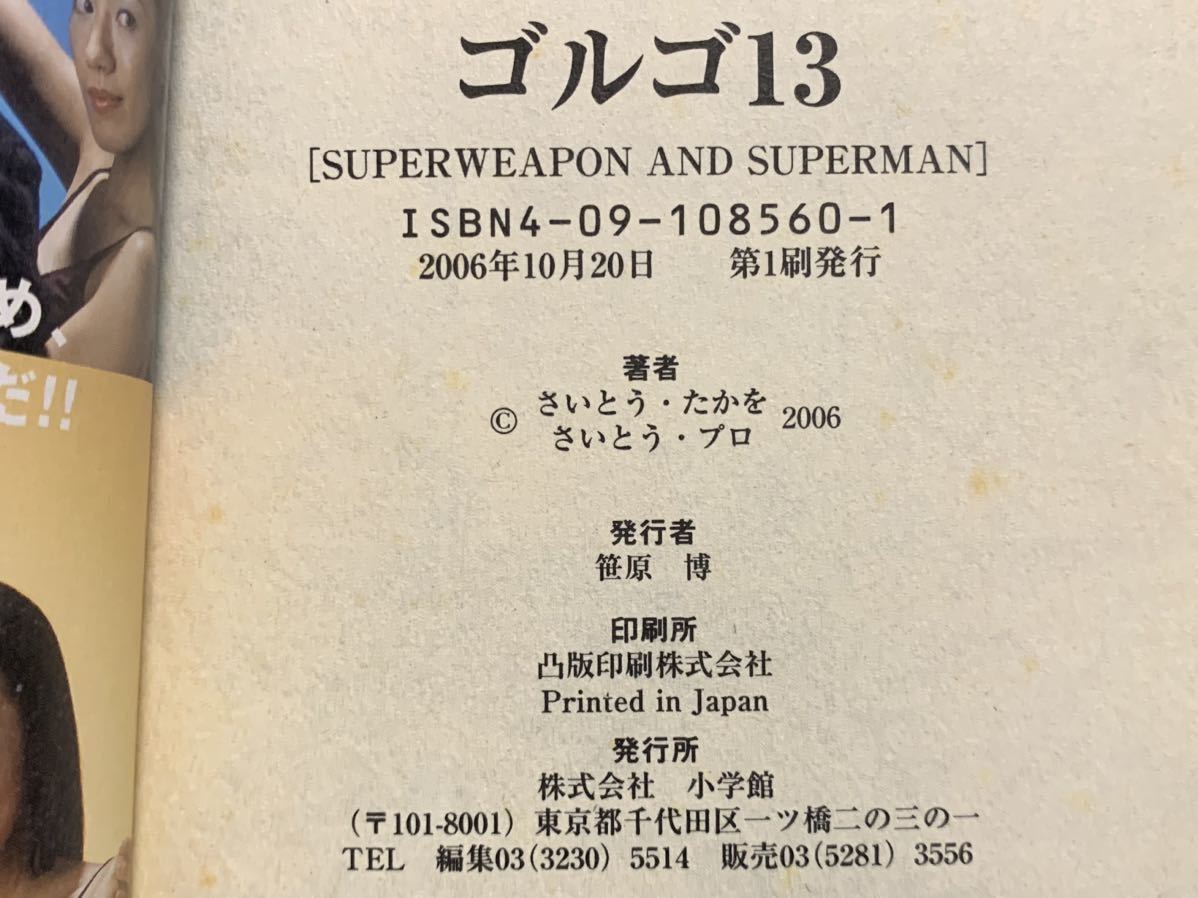 ゴルゴ13
[SUPERWEAPON AND SUPERMAN]
ISBN4-09-108560-1
2006年10月20日 第1刷発行
著者
© さいとう・たかを 2006
さいとう・プロ
発行者
笹原 博
印刷所
凸版印刷株式会社
Printed in Japan
発行所
株式会社 小学館
(〒101-8001) 東京都千代田区一ツ橋二の三の一
TEL 編集03(3230) 5514 販売03(5281) 3556
め、
だ!!